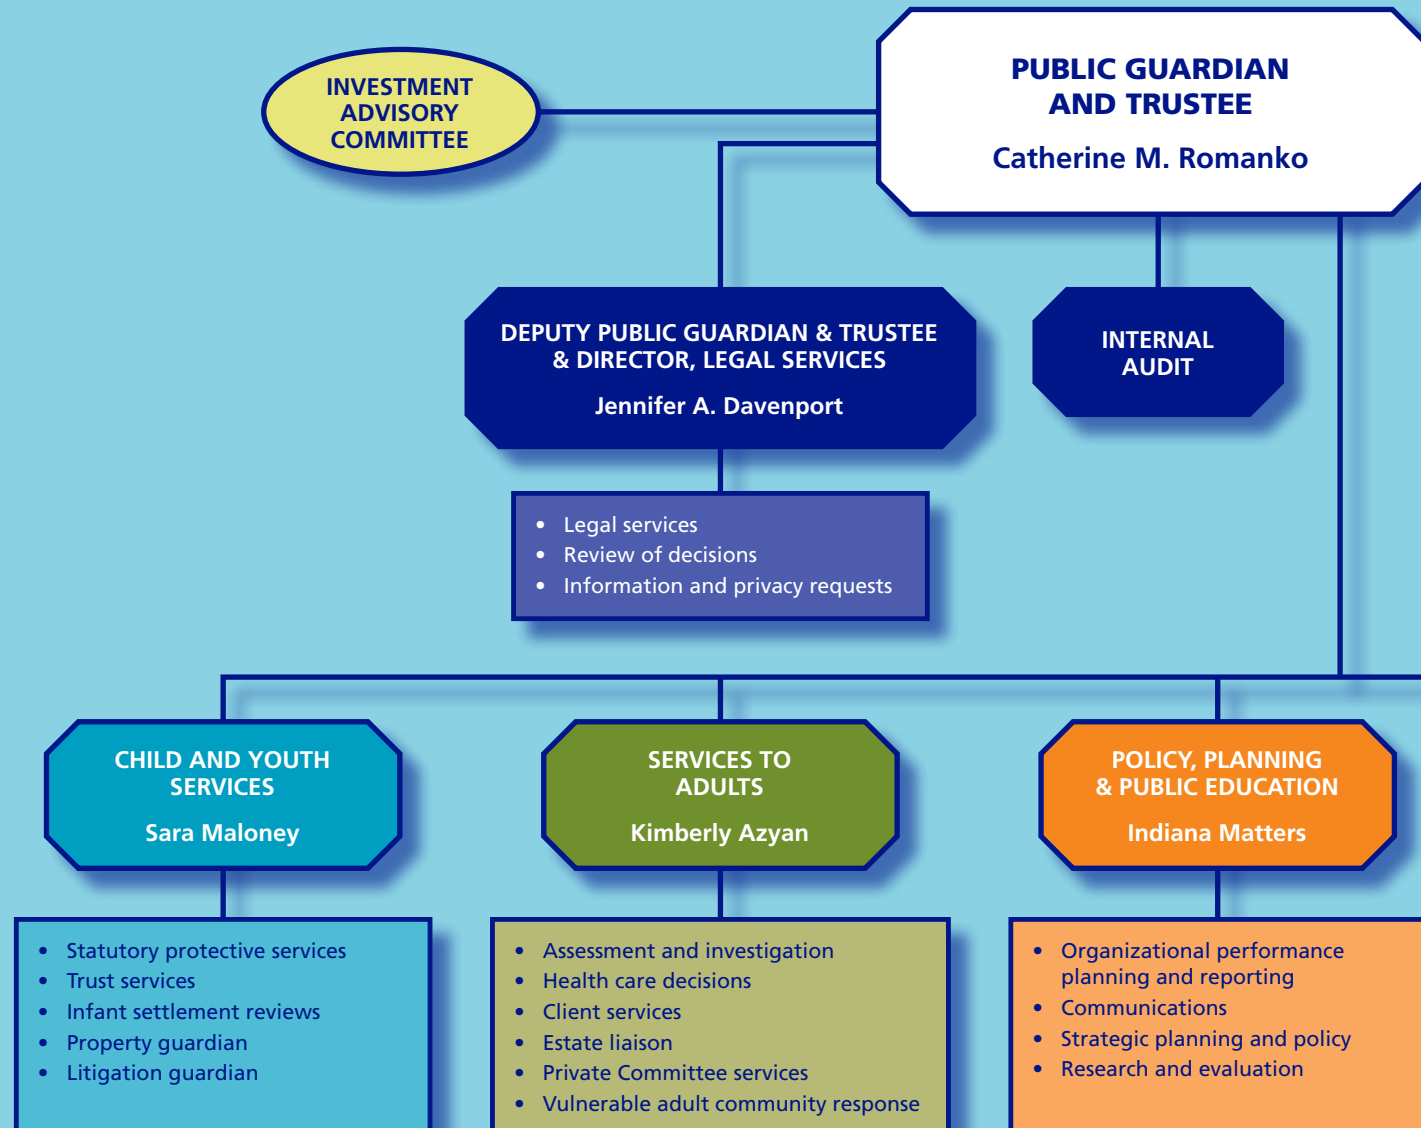 INVESTMENT
ADVISORY
COMMITTEE
PUBLIC GUARDIAN
AND TRUSTEE
Catherine M. Romanko
DEPUTY PUBLIC GUARDIAN & TRUSTEE
& DIRECTOR, LEGAL SERVICES
Jennifer A. Davenport
INTERNAL
AUDIT
• Legal services
• Review of decisions
• Information and privacy requests
CHILD AND YOUTH
SERVICES
Sara Maloney
SERVICES TO
ADULTS
Kimberly Azyan
POLICY, PLANNING
& PUBLIC EDUCATION
Indiana Matters
• Statutory protective services
• Trust services
• Infant settlement reviews
• Property guardian
• Litigation guardian
• Assessment and investigation
• Health care decisions
• Client services
• Estate liaison
• Private Committee services
• Vulnerable adult community response
• Organizational performance
planning and reporting
• Communications
• Strategic planning and policy
• Research and evaluation